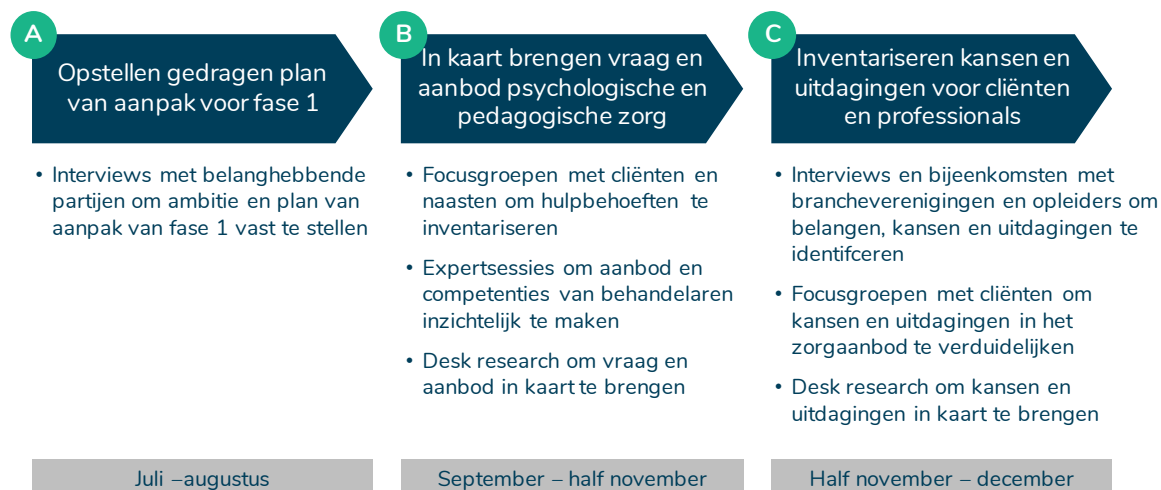 A
Opstellen gedragen plan
van aanpak voor fase 1
• Interviews met belanghebbende
partijen om ambitie en plan van
aanpak van fase 1 vast te stellen
Juli –augustus
B
In kaart brengen vraag en
aanbod psychologische en
pedagogische zorg
• Focusgroepen met cliënten en
naasten om hulpbehoeften te
inventariseren
• Expertsessies om aanbod en
competenties van behandelaren
inzichtelijk te maken
• Desk research om vraag en
aanbod in kaart te brengen
September – half november
C
Inventariseren kansen en
uitdagingen voor cliënten
en professionals
• Interviews en bijeenkomsten met
brancheverenigingen en opleiders om
belangen, kansen en uitdagingen te
identifceren
• Focusgroepen met cliënten om
kansen en uitdagingen in het
zorgaanbod te verduidelijken
• Desk research om kansen en
uitdagingen in kaart te brengen
Half november – december